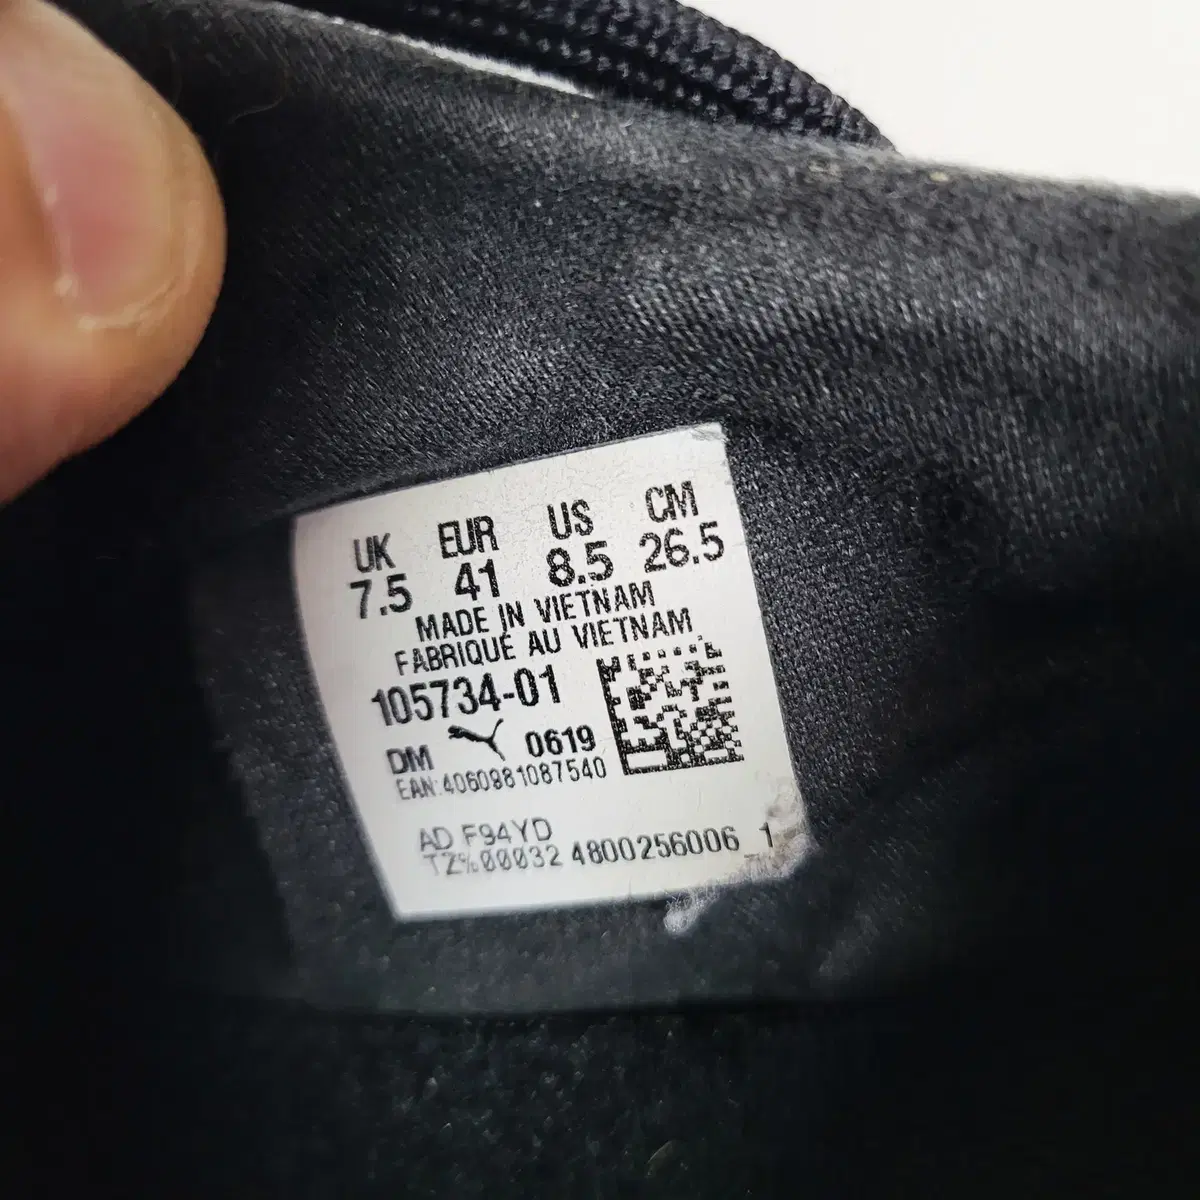 UK EUR US CM
7.5 41 8.5 26.5
MADE IN VIETNAM
FABRIQUÉ AU VIETNAM
105734-01
DM 0619
EAN:4060981087540
AD F94YD
TZ%00032 4800256006 1